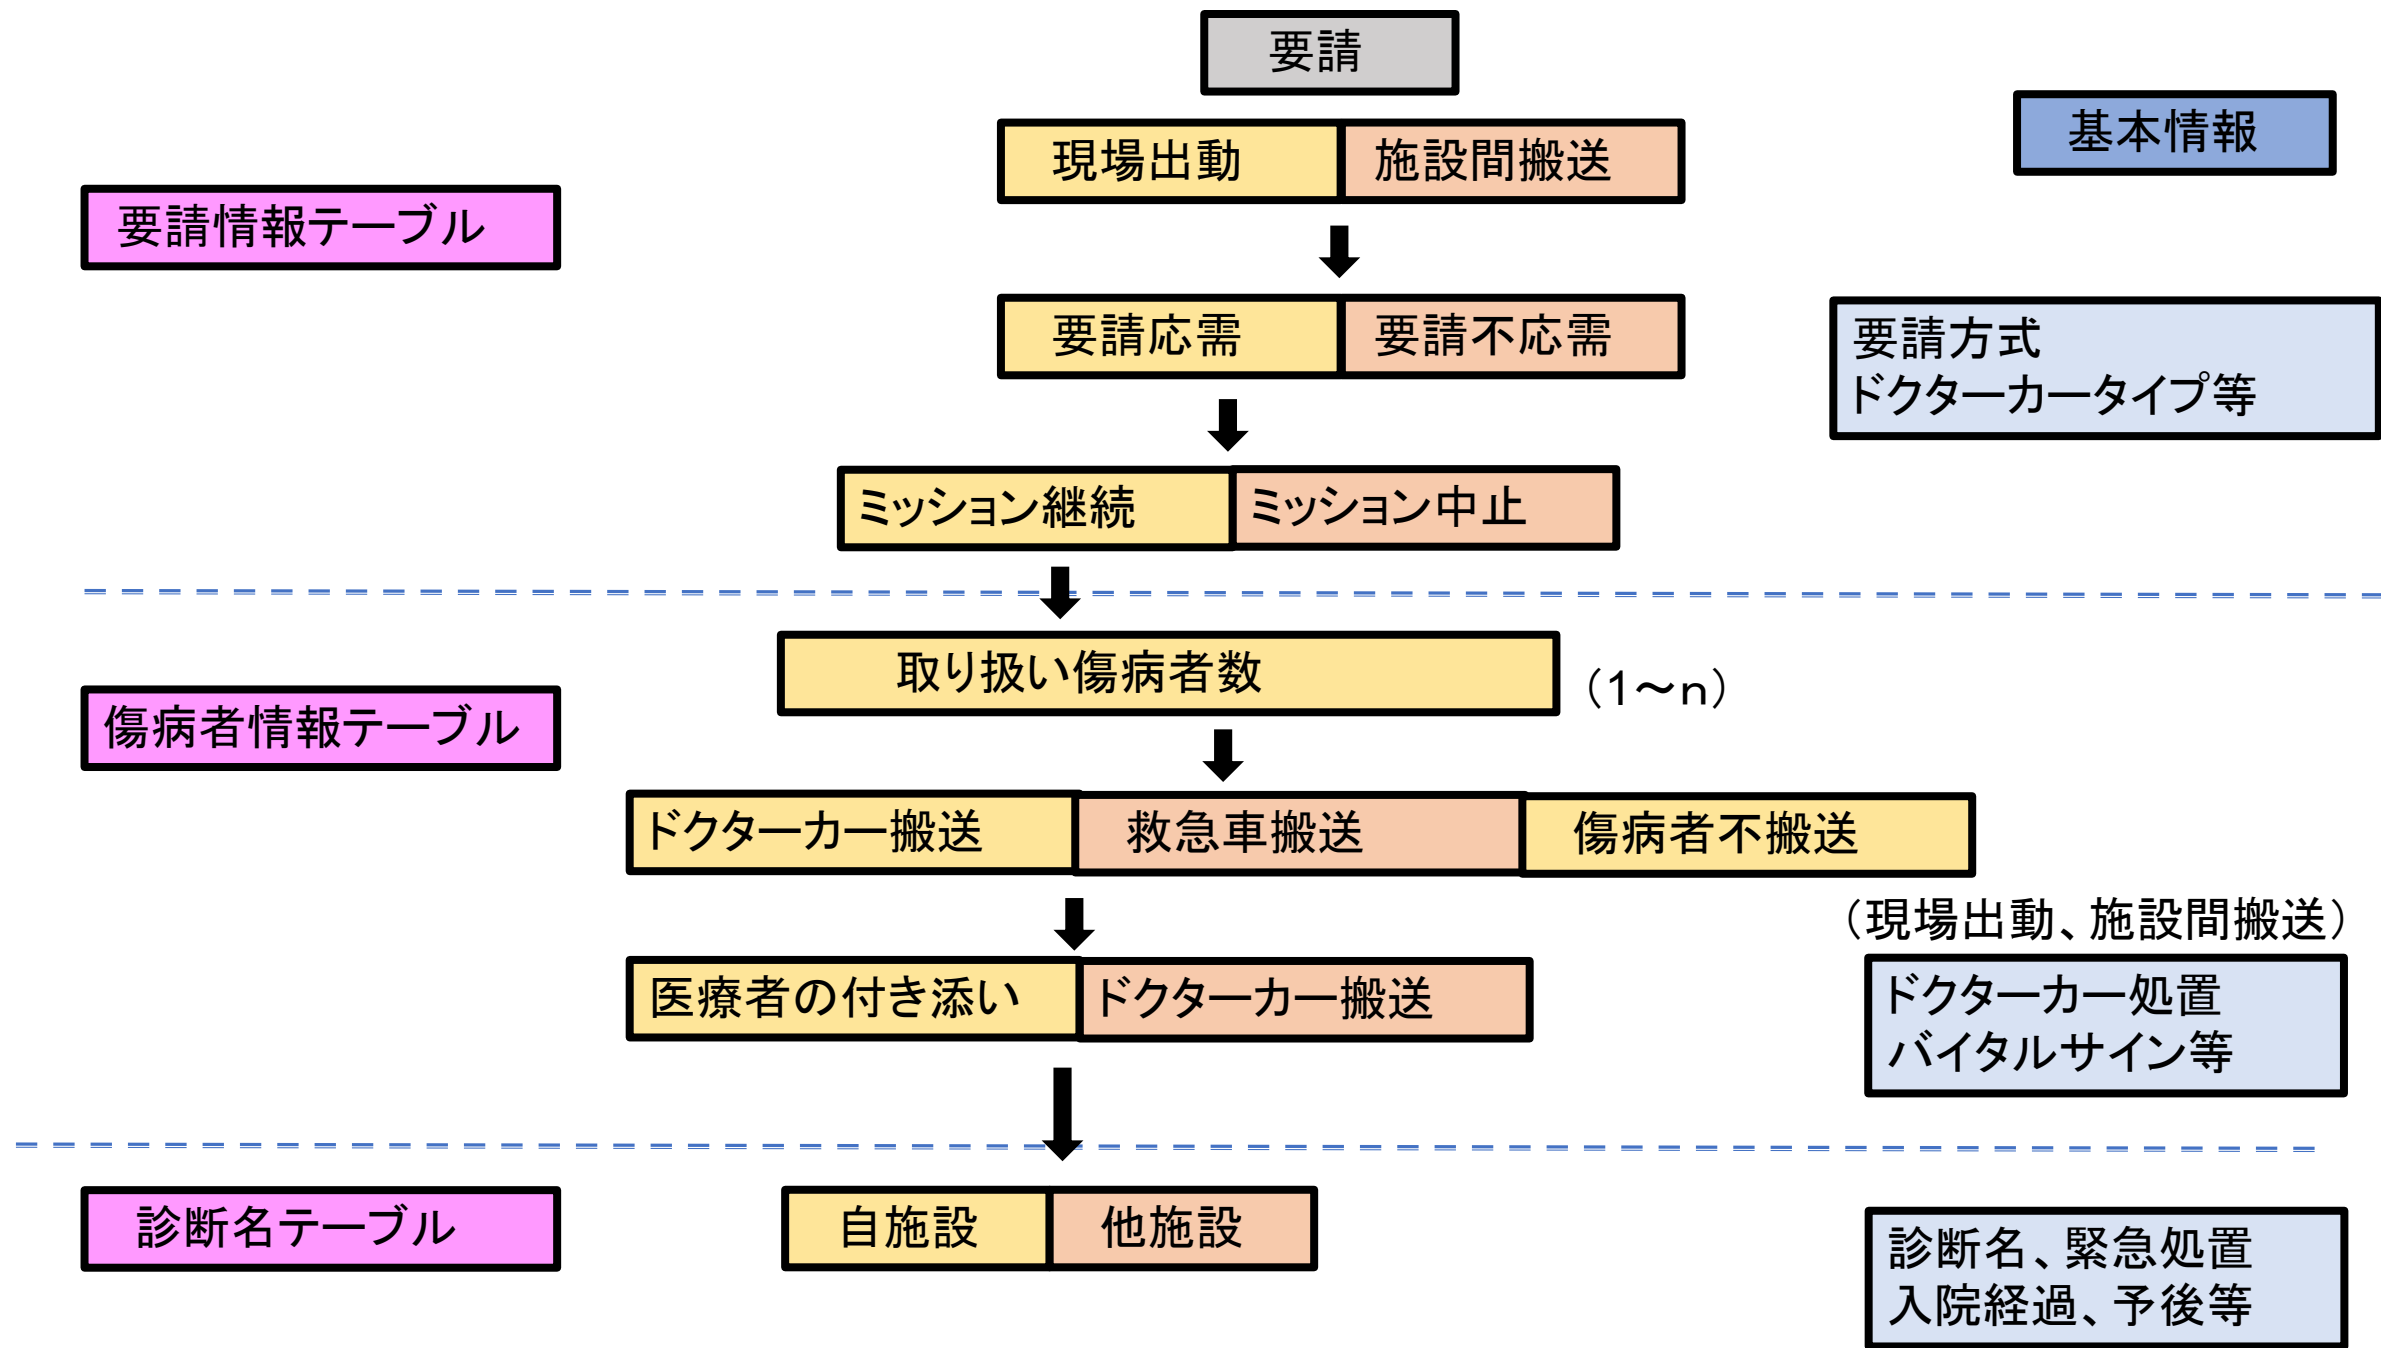 要請
基本情報
現場出動
施設間搬送
要請情報テーブル
要請応需
要請不応需
要請方式
ドクターカータイプ等
ミッション継続
ミッション中止
取り扱い傷病者数
（1～n）
傷病者情報テーブル
ドクターカー搬送
救急車搬送
傷病者不搬送
（現場出動、施設間搬送）
医療者の付き添い
ドクターカー搬送
ドクターカー処置
バイタルサイン等
診断名テーブル
自施設
他施設
診断名、緊急処置
入院経過、予後等